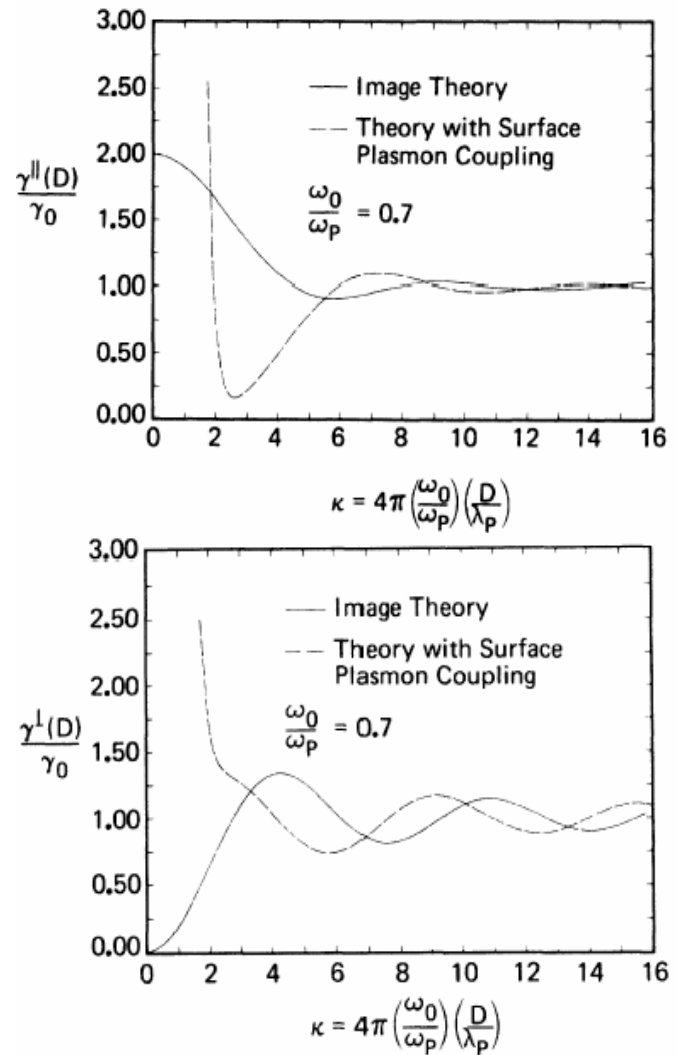 3.00
2.50
2.00
1.50
1.00
0.50
0.00
γ||(D)
γ0
Image Theory
Theory with Surface
Plasmon Coupling
ω0
ωP = 0.7
0 2 4 6 8 10 12 14 16
κ = 4π(ω0/ωP)(D/λP)
3.00
2.50
2.00
1.50
1.00
0.50
0.00
γ⊥(D)
γ0
Image Theory
Theory with Surface
Plasmon Coupling
ω0
ωP = 0.7
0 2 4 6 8 10 12 14 16
κ = 4π(ω0/ωP)(D/λP)